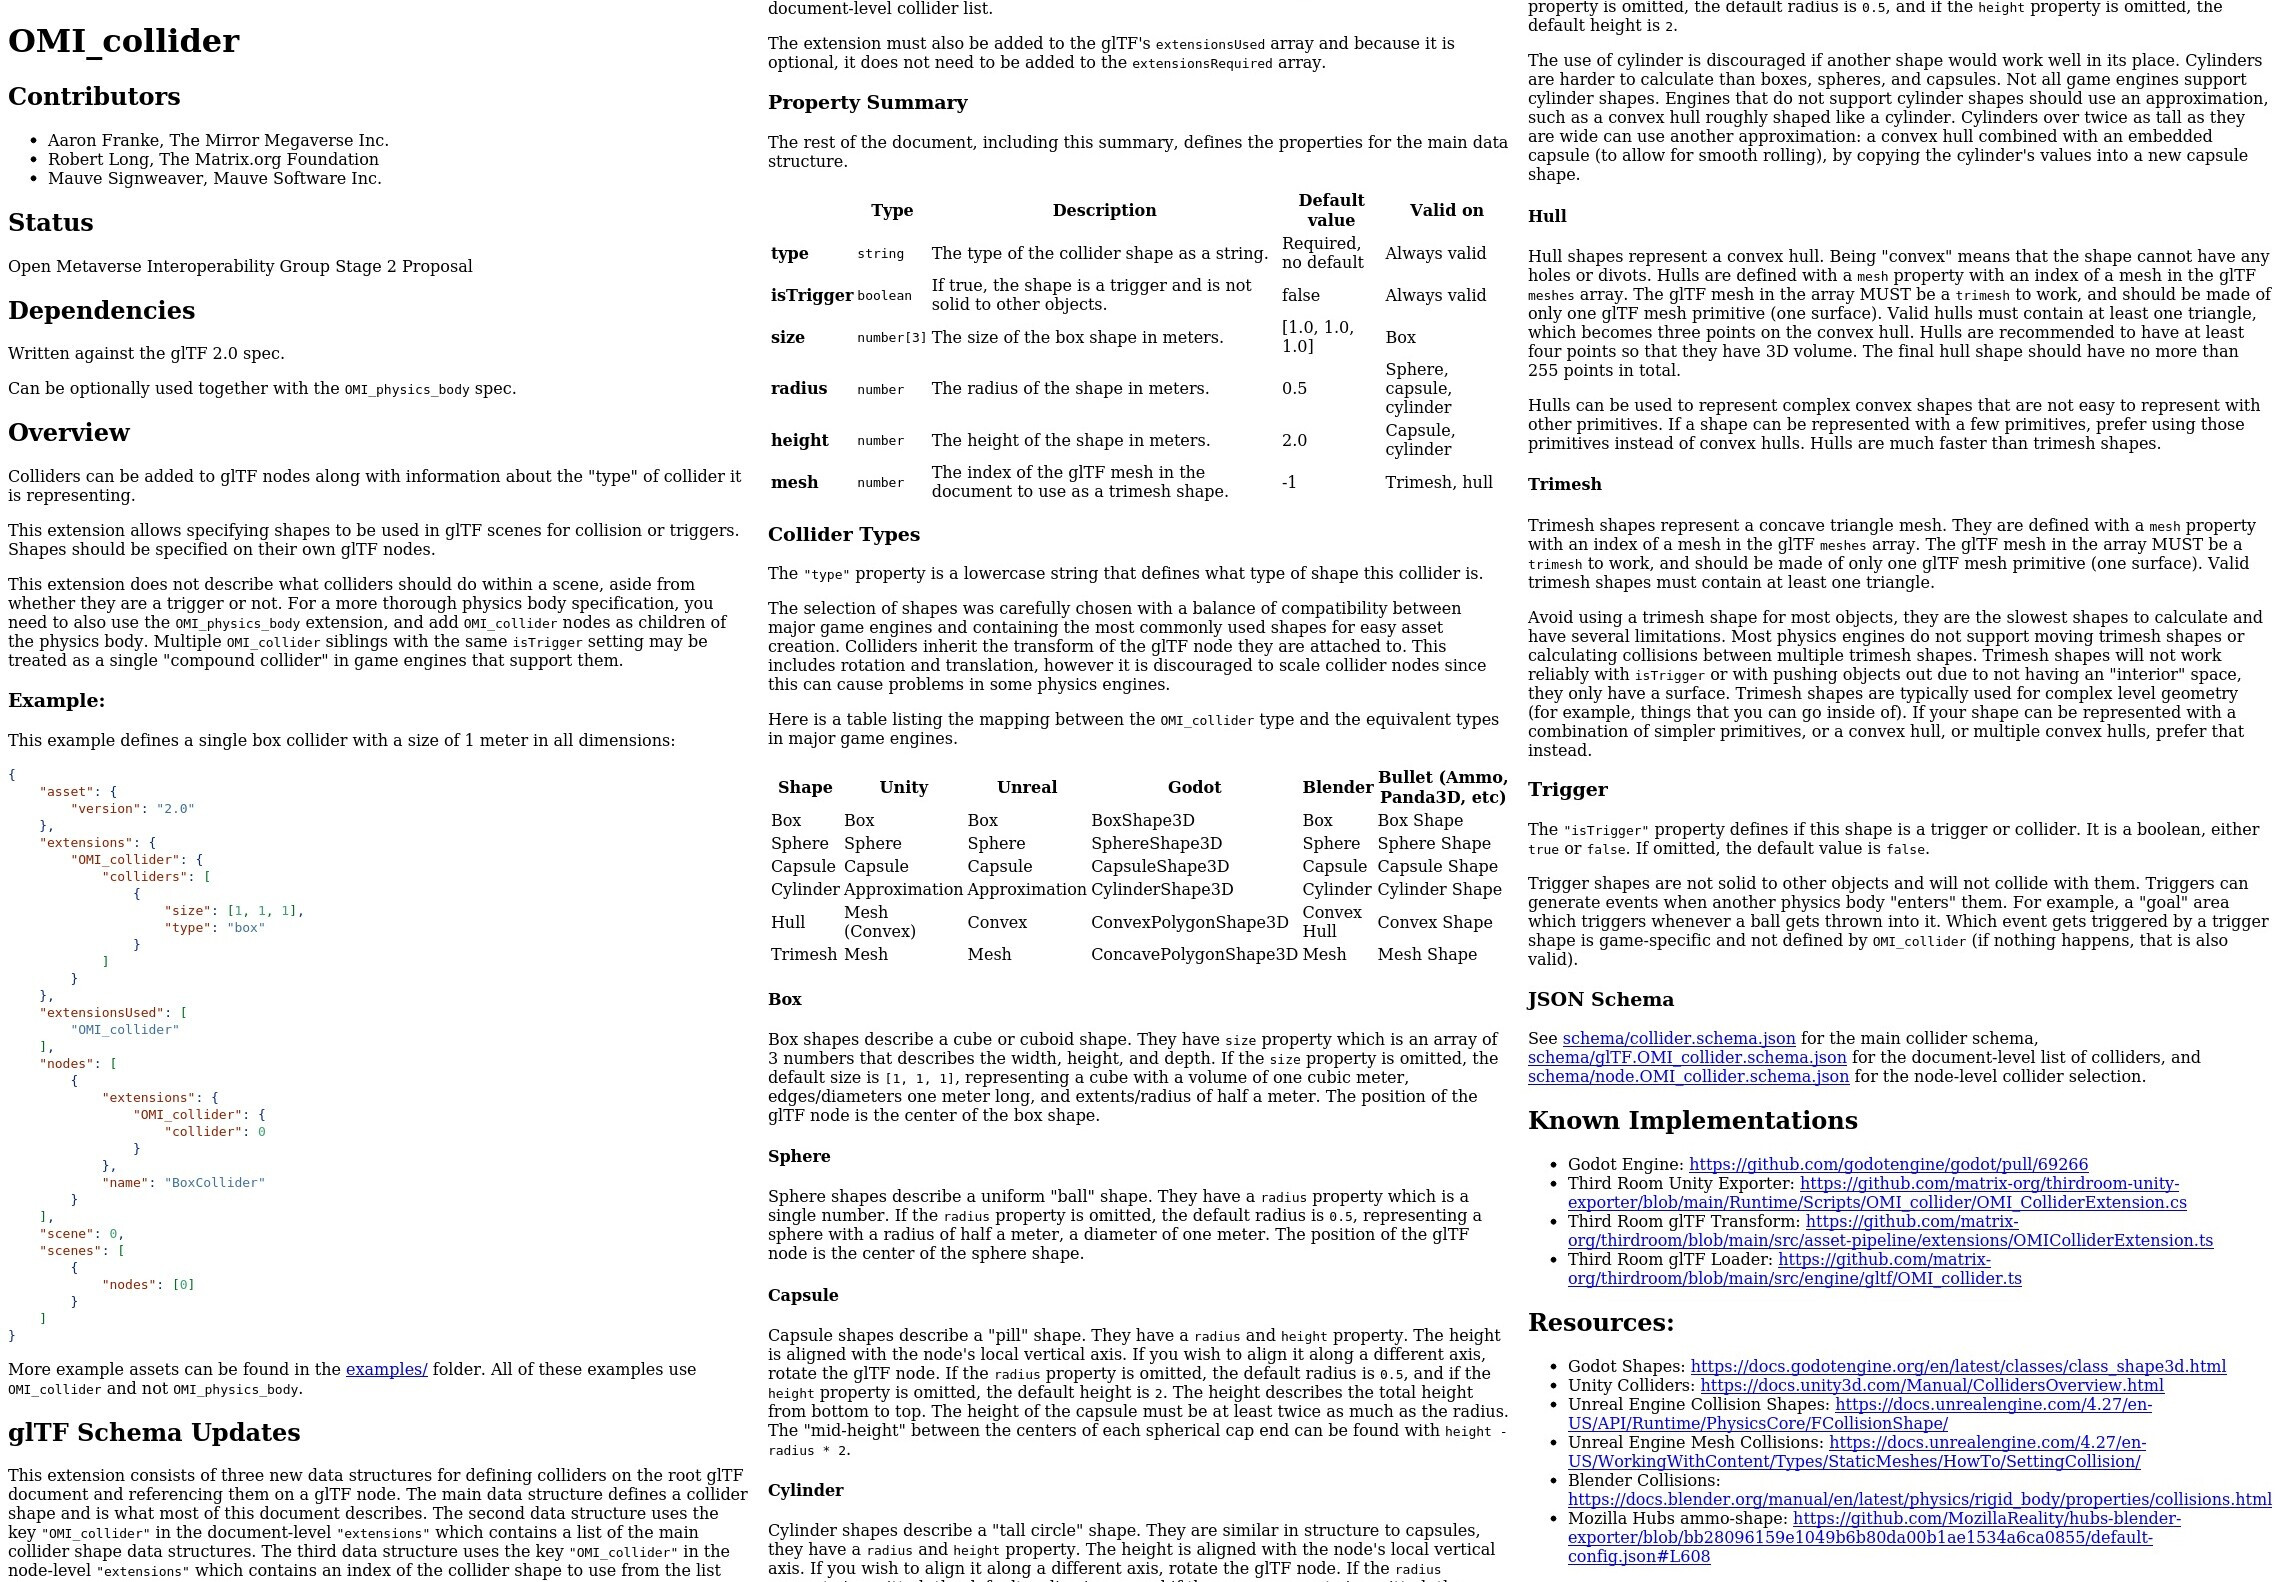 OMI_collider
Contributors
• Aaron Franke, The Mirror Megaverse Inc.
• Robert Long, The Matrix.org Foundation
• Mauve Signweaver, Mauve Software Inc.
Status
Open Metaverse Interoperability Group Stage 2 Proposal
Dependencies
Written against the glTF 2.0 spec.
Can be optionally used together with the OMI_physics_body spec.
Overview
Colliders can be added to glTF nodes along with information about the "type" of collider it
is representing.
This extension allows specifying shapes to be used in glTF scenes for collision or triggers.
Shapes should be specified on their own glTF nodes.
This extension does not describe what colliders should do within a scene, aside from
whether they are a trigger or not. For a more thorough physics body specification, you
need to also use the OMI_physics_body extension, and add OMI_collider nodes as children of
the physics body. Multiple OMI_collider siblings with the same isTrigger setting may be
treated as a single "compound collider" in game engines that support them.
Example:
This example defines a single box collider with a size of 1 meter in all dimensions:
{
    "asset": {
        "version": "2.0"
    },
    "extensions": {
        "OMI_collider": {
            "colliders": [
                {
                    "size": [1, 1, 1],
                    "type": "box"
                }
            ]
        }
    },
    "extensionsUsed": [
        "OMI_collider"
    ],
    "nodes": [
        {
            "extensions": {
                "OMI_collider": {
                    "collider": 0
                }
            },
            "name": "BoxCollider"
        }
    ],
    "scene": 0,
    "scenes": [
        {
            "nodes": [0]
        }
    ]
}
More example assets can be found in the examples/ folder. All of these examples use
OMI_collider and not OMI_physics_body.
glTF Schema Updates
This extension consists of three new data structures for defining colliders on the root glTF
document and referencing them on a glTF node. The main data structure defines a collider
shape and is what most of this document describes. The second data structure uses the
key "OMI_collider" in the document-level "extensions" which contains a list of the main
collider shape data structures. The third data structure uses the key "OMI_collider" in the
node-level "extensions" which contains an index of the collider shape to use from the list
document-level collider list.
The extension must also be added to the glTF's extensionsUsed array and because it is
optional, it does not need to be added to the extensionsRequired array.
Property Summary
The rest of the document, including this summary, defines the properties for the main data
structure.
Type Description Default value Valid on
type string The type of the collider shape as a string. Required, no default Always valid
isTrigger boolean If true, the shape is a trigger and is not solid to other objects. false Always valid
size number[3] The size of the box shape in meters. [1.0, 1.0, 1.0] Box
radius number The radius of the shape in meters. 0.5 Sphere, capsule, cylinder
height number The height of the shape in meters. 2.0 Capsule, cylinder
mesh number The index of the glTF mesh in the document to use as a trimesh shape. -1 Trimesh, hull
Collider Types
The "type" property is a lowercase string that defines what type of shape this collider is.
The selection of shapes was carefully chosen with a balance of compatibility between
major game engines and containing the most commonly used shapes for easy asset
creation. Colliders inherit the transform of the glTF node they are attached to. This
includes rotation and translation, however it is discouraged to scale collider nodes since
this can cause problems in some physics engines.
Here is a table listing the mapping between the OMI_collider type and the equivalent types
in major game engines.
Shape Unity Unreal Godot Blender Bullet (Ammo, Panda3D, etc)
Box Box Box BoxShape3D Box Box Shape
Sphere Sphere Sphere SphereShape3D Sphere Sphere Shape
Capsule Capsule Capsule CapsuleShape3D Capsule Capsule Shape
Cylinder Approximation Approximation CylinderShape3D Cylinder Cylinder Shape
Hull Mesh (Convex) Convex ConvexPolygonShape3D Convex Hull Convex Shape
Trimesh Mesh Mesh ConcavePolygonShape3D Mesh Mesh Shape
Box
Box shapes describe a cube or cuboid shape. They have size property which is an array of
3 numbers that describes the width, height, and depth. If the size property is omitted, the
default size is [1, 1, 1], representing a cube with a volume of one cubic meter,
edges/diameters one meter long, and extents/radius of half a meter. The position of the
glTF node is the center of the box shape.
Sphere
Sphere shapes describe a uniform "ball" shape. They have a radius property which is a
single number. If the radius property is omitted, the default radius is 0.5, representing a
sphere with a radius of half a meter, a diameter of one meter. The position of the glTF
node is the center of the sphere shape.
Capsule
Capsule shapes describe a "pill" shape. They have a radius and height property. The height
is aligned with the node's local vertical axis. If you wish to align it along a different axis,
rotate the glTF node. If the radius property is omitted, the default radius is 0.5, and if the
height property is omitted, the default height is 2. The height describes the total height
from bottom to top. The height of the capsule must be at least twice as much as the radius.
The "mid-height" between the centers of each spherical cap end can be found with height -
radius * 2.
Cylinder
Cylinder shapes describe a "tall circle" shape. They are similar in structure to capsules,
they have a radius and height property. The height is aligned with the node's local vertical
axis. If you wish to align it along a different axis, rotate the glTF node. If the radius
property is omitted, the default radius is 0.5, and if the height property is omitted, the
default height is 2.
The use of cylinder is discouraged if another shape would work well in its place. Cylinders
are harder to calculate than boxes, spheres, and capsules. Not all game engines support
cylinder shapes. Engines that do not support cylinder shapes should use an approximation,
such as a convex hull roughly shaped like a cylinder. Cylinders over twice as tall as they
are wide can use another approximation: a convex hull combined with an embedded
capsule (to allow for smooth rolling), by copying the cylinder's values into a new capsule
shape.
Hull
Hull shapes represent a convex hull. Being "convex" means that the shape cannot have any
holes or divots. Hulls are defined with a mesh property with an index of a mesh in the glTF
meshes array. The glTF mesh in the array MUST be a trimesh to work, and should be made of
only one glTF mesh primitive (one surface). Valid hulls must contain at least one triangle,
which becomes three points on the convex hull. Hulls are recommended to have at least
four points so that they have 3D volume. The final hull shape should have no more than
255 points in total.
Hulls can be used to represent complex convex shapes that are not easy to represent with
other primitives. If a shape can be represented with a few primitives, prefer using those
primitives instead of convex hulls. Hulls are much faster than trimesh shapes.
Trimesh
Trimesh shapes represent a concave triangle mesh. They are defined with a mesh property
with an index of a mesh in the glTF meshes array. The glTF mesh in the array MUST be a
trimesh to work, and should be made of only one glTF mesh primitive (one surface). Valid
trimesh shapes must contain at least one triangle.
Avoid using a trimesh shape for most objects, they are the slowest shapes to calculate and
have several limitations. Most physics engines do not support moving trimesh shapes or
calculating collisions between multiple trimesh shapes. Trimesh shapes will not work
reliably with isTrigger or with pushing objects out due to not having an "interior" space,
they only have a surface. Trimesh shapes are typically used for complex level geometry
(for example, things that you can go inside of). If your shape can be represented with a
combination of simpler primitives, or a convex hull, or multiple convex hulls, prefer that
instead.
Trigger
The "isTrigger" property defines if this shape is a trigger or collider. It is a boolean, either
true or false. If omitted, the default value is false.
Trigger shapes are not solid to other objects and will not collide with them. Triggers can
generate events when another physics body "enters" them. For example, a "goal" area
which triggers whenever a ball gets thrown into it. Which event gets triggered by a trigger
shape is game-specific and not defined by OMI_collider (if nothing happens, that is also
valid).
JSON Schema
See schema/collider.schema.json for the main collider schema,
schema/glTF.OMI_collider.schema.json for the document-level list of colliders, and
schema/node.OMI_collider.schema.json for the node-level collider selection.
Known Implementations
• Godot Engine: https://github.com/godotengine/godot/pull/69266
• Third Room Unity Exporter: https://github.com/matrix-org/thirdroom-unity-
exporter/blob/main/Runtime/Scripts/OMI_collider/OMI_ColliderExtension.cs
• Third Room glTF Transform: https://github.com/matrix-
org/thirdroom/blob/main/src/asset-pipeline/extensions/OMIColliderExtension.ts
• Third Room glTF Loader: https://github.com/matrix-
org/thirdroom/blob/main/src/engine/gltf/OMI_collider.ts
Resources:
• Godot Shapes: https://docs.godotengine.org/en/latest/classes/class_shape3d.html
• Unity Colliders: https://docs.unity3d.com/Manual/CollidersOverview.html
• Unreal Engine Collision Shapes: https://docs.unrealengine.com/4.27/en-
US/API/Runtime/PhysicsCore/FCollisionShape/
• Unreal Engine Mesh Collisions: https://docs.unrealengine.com/4.27/en-
US/WorkingWithContent/Types/StaticMeshes/HowTo/SettingCollision/
• Blender Collisions:
https://docs.blender.org/manual/en/latest/physics/rigid_body/properties/collisions.html
• Mozilla Hubs ammo-shape: https://github.com/MozillaReality/hubs-blender-
exporter/blob/bb28096159e1049b6b80da00b1ae1534a6ca0855/default-
config.json#L608